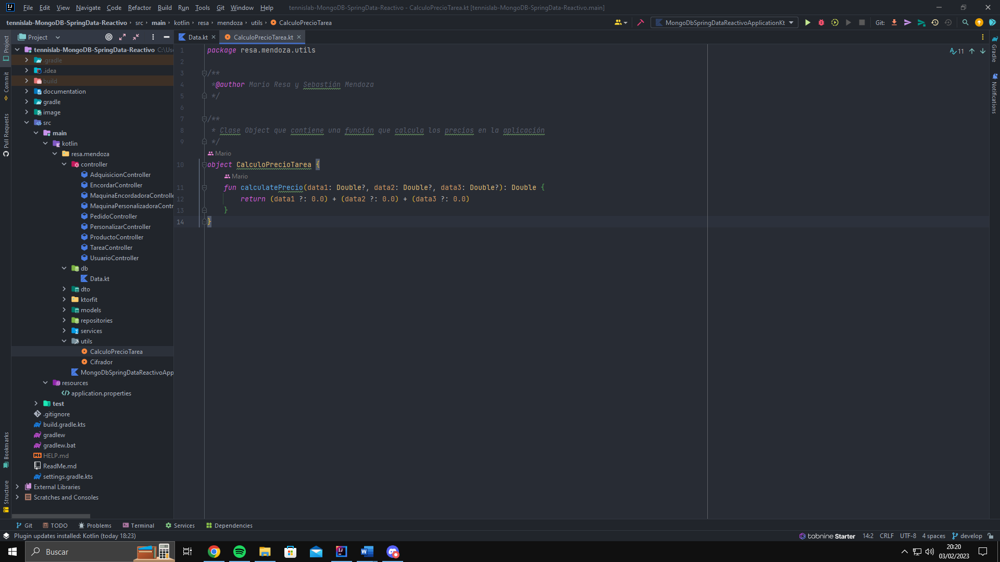 File Edit View Navigate Code Refactor Build Run Tools Git Window Help tennislab-MongoDB-SpringData-Reactivo - CalculoPrecioTarea.kt [tennislab-MongoDB-SpringData-Reactivo.main]
tennislab-MongoDB-SpringData-Reactivo src main kotlin resa mendoza utils CalculoPrecioTarea MongoDbSpringDataReactivoApplicationKt Git:
Project Data.kt CalculoPrecioTarea.kt
Project
Commit
Pull Requests
Bookmarks
Structure
tennislab-MongoDB-SpringData-Reactivo C:\Use
.gradle
.idea
build
documentation
gradle
image
src
main
kotlin
resa.mendoza
controller
AdquisicionController
EncordarController
MaquinaEncordadoraControlle
MaquinaPersonalizadoraContr
PedidoController
PersonalizarController
ProductoController
TareaController
UsuarioController
db
Data.kt
dto
ktorfit
models
repositories
services
utils
CalculoPrecioTarea
Cifrador
MongoDbSpringDataReactivoApp
resources
application.properties
test
.gitignore
build.gradle.kts
gradlew
gradlew.bat
HELP.md
ReadMe.md
settings.gradle.kts
External Libraries
Scratches and Consoles
1 package resa.mendoza.utils
2
3 /**
4 *@author Mario Resa y Sebastián Mendoza
5 */
6
7 /**
8 * Clase Object que contiene una función que calcula los precios en la aplicación
9 */
Mario
10 object CalculoPrecioTarea {
Mario
11 fun calculatePrecio(data1: Double?, data2: Double?, data3: Double?): Double {
12 return (data1 ?: 0.0) + (data2 ?: 0.0) + (data3 ?: 0.0)
13 }
14 }
11
Gradle
Notifications
Git TODO Problems Terminal Services Dependencies
Plugin updates installed: Kotlin (today 18:23) tabnine Starter 14:2 CRLF UTF-8 4 spaces develop
Buscar
20:20
03/02/2023